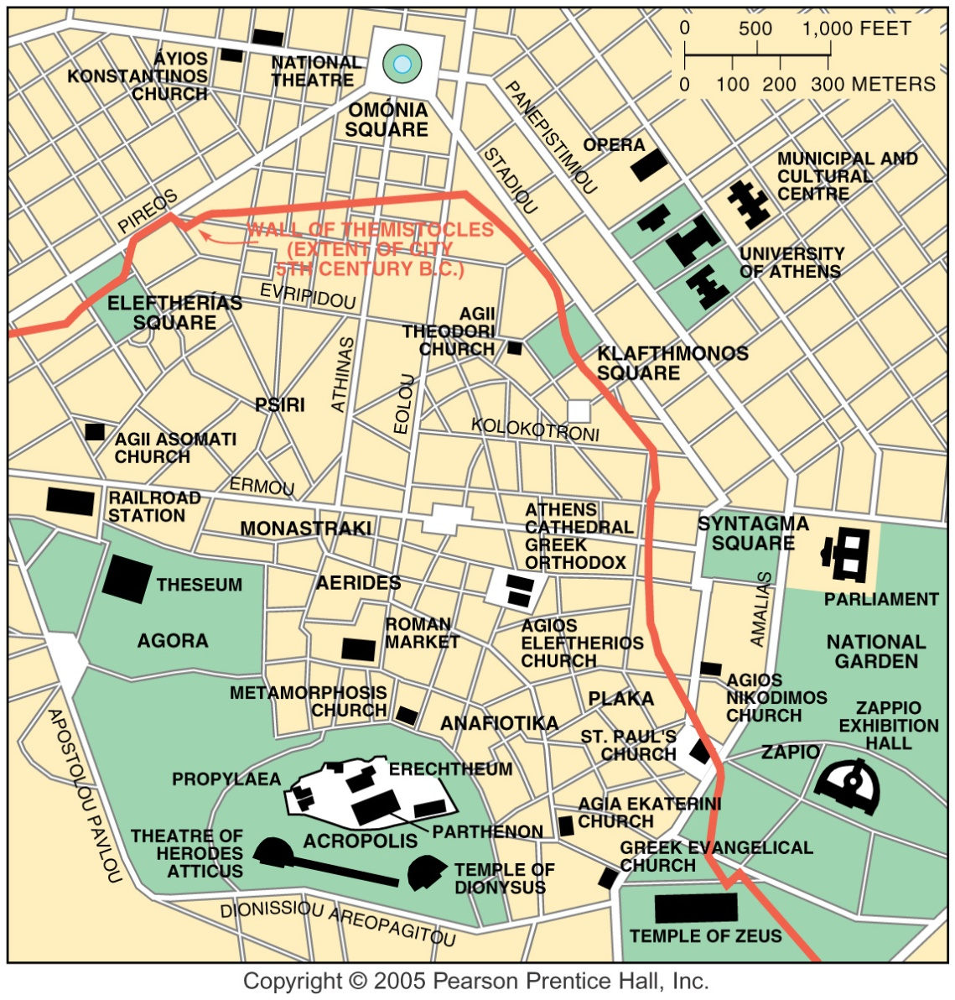 0 500 1,000 FEET
0 100 200 300 METERS
ÁYIOS
KONSTANTINOS
CHURCH
NATIONAL
THEATRE
OMÓNIA
SQUARE
PANEPISTIMIOU
STADIOU
OPERA
MUNICIPAL AND
CULTURAL
CENTRE
UNIVERSITY
OF ATHENS
PIREOS
WALL OF THEMISTOCLES
(EXTENT OF CITY
5TH CENTURY B.C.)
ELEFTHERÍAS
SQUARE
EVRIPIDOU
AGII
THEODORI
CHURCH
KLAFTHMONOS
SQUARE
ATHINAS
EOLOU
PSIRI
KOLOKOTRONI
AGII ASOMATI
CHURCH
ERMOU
RAILROAD
STATION
MONASTRAKI
ATHENS
CATHEDRAL
GREEK
ORTHODOX
SYNTAGMA
SQUARE
THESEUM
AERIDES
AMALIAS
PARLIAMENT
AGORA
ROMAN
MARKET
AGIOS
ELEFTHERIOS
CHURCH
NATIONAL
GARDEN
METAMORPHOSIS
CHURCH
PLAKA
AGIOS
NIKODIMOS
CHURCH
ANAFIOTIKA
ZAPPIO
EXHIBITION
HALL
ST. PAUL'S
CHURCH
ZAPIO
APOSTOLOU PAVLOU
PROPYLAEA
ERECHTHEUM
AGIA EKATERINI
CHURCH
PARTHENON
ACROPOLIS
THEATRE OF
HERODES
ATTICUS
TEMPLE OF
DIONYSUS
GREEK EVANGELICAL
CHURCH
DIONISSIOU AREOPAGITOU
TEMPLE OF ZEUS
Copyright © 2005 Pearson Prentice Hall, Inc.